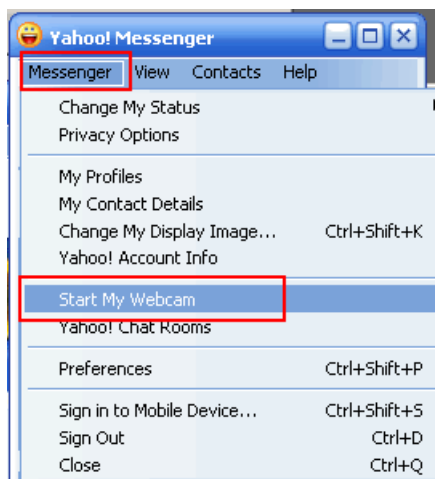 Yahoo! Messenger
Messenger View Contacts Help
Change My Status
Privacy Options
My Profiles
My Contact Details
Change My Display Image... Ctrl+Shift+K
Yahoo! Account Info
Start My Webcam
Yahoo! Chat Rooms
Preferences Ctrl+Shift+P
Sign in to Mobile Device... Ctrl+Shift+S
Sign Out Ctrl+D
Close Ctrl+Q